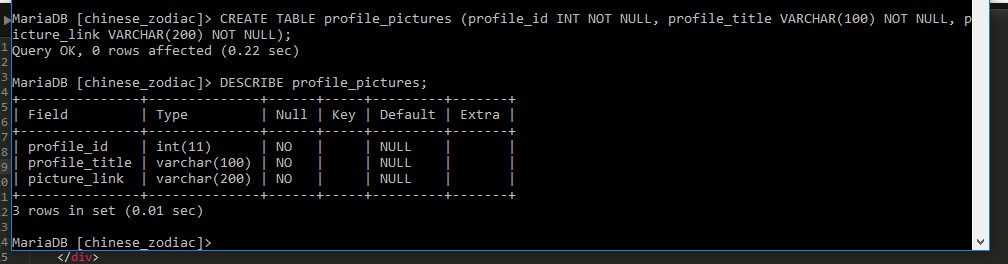 MariaDB [chinese_zodiac]> CREATE TABLE profile_pictures (profile_id INT NOT NULL, profile_title VARCHAR(100) NOT NULL, p
icture_link VARCHAR(200) NOT NULL);
Query OK, 0 rows affected (0.22 sec)
MariaDB [chinese_zodiac]> DESCRIBE profile_pictures;
+---------------+--------------+------+-----+---------+-------+
| Field         | Type         | Null | Key | Default | Extra |
+---------------+--------------+------+-----+---------+-------+
| profile_id    | int(11)      | NO   |     | NULL    |       |
| profile_title | varchar(100) | NO   |     | NULL    |       |
| picture_link  | varchar(200) | NO   |     | NULL    |       |
+---------------+--------------+------+-----+---------+-------+
3 rows in set (0.01 sec)
MariaDB [chinese_zodiac]>
</div>